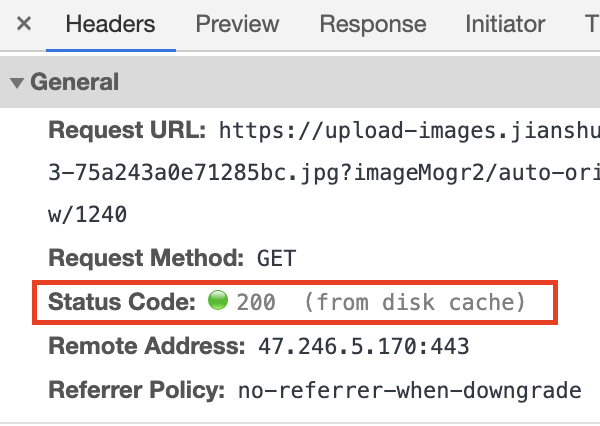 × Headers Preview Response Initiator T
▼ General
Request URL: https://upload-images.jianshu
3-75a243a0e71285bc.jpg?imageMogr2/auto-ori
w/1240
Request Method: GET
Status Code: 200 (from disk cache)
Remote Address: 47.246.5.170:443
Referrer Policy: no-referrer-when-downgrade